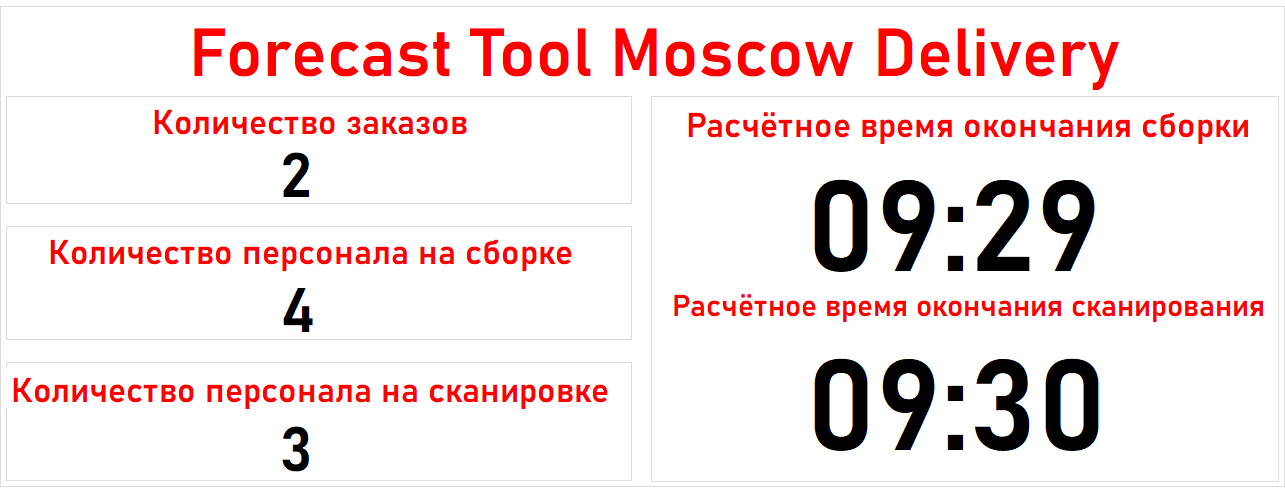 Forecast Tool Moscow Delivery
Количество заказов
2
Количество персонала на сборке
4
Количество персонала на сканировке
3
Расчётное время окончания сборки
09:29
Расчётное время окончания сканирования
09:30